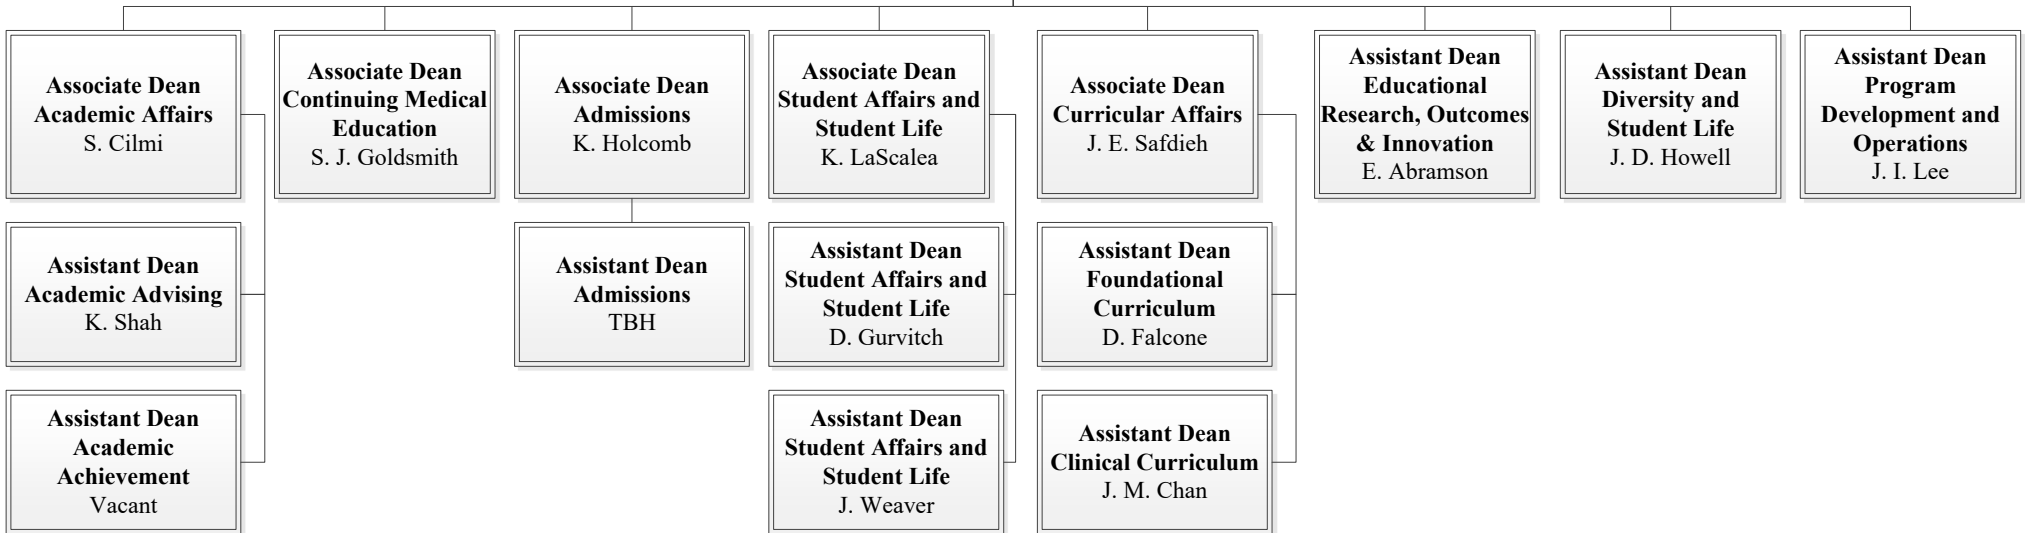 Associate Dean
Academic Affairs
S. Cilmi
Associate Dean
Continuing Medical
Education
S. J. Goldsmith
Associate Dean
Admissions
K. Holcomb
Associate Dean
Student Affairs and
Student Life
K. LaScalea
Associate Dean
Curricular Affairs
J. E. Safdieh
Assistant Dean
Educational
Research, Outcomes
& Innovation
E. Abramson
Assistant Dean
Diversity and
Student Life
J. D. Howell
Assistant Dean
Program
Development and
Operations
J. I. Lee
Assistant Dean
Academic Advising
K. Shah
Assistant Dean
Admissions
TBH
Assistant Dean
Student Affairs and
Student Life
D. Gurvitch
Assistant Dean
Foundational
Curriculum
D. Falcone
Assistant Dean
Academic
Achievement
Vacant
Assistant Dean
Student Affairs and
Student Life
J. Weaver
Assistant Dean
Clinical Curriculum
J. M. Chan